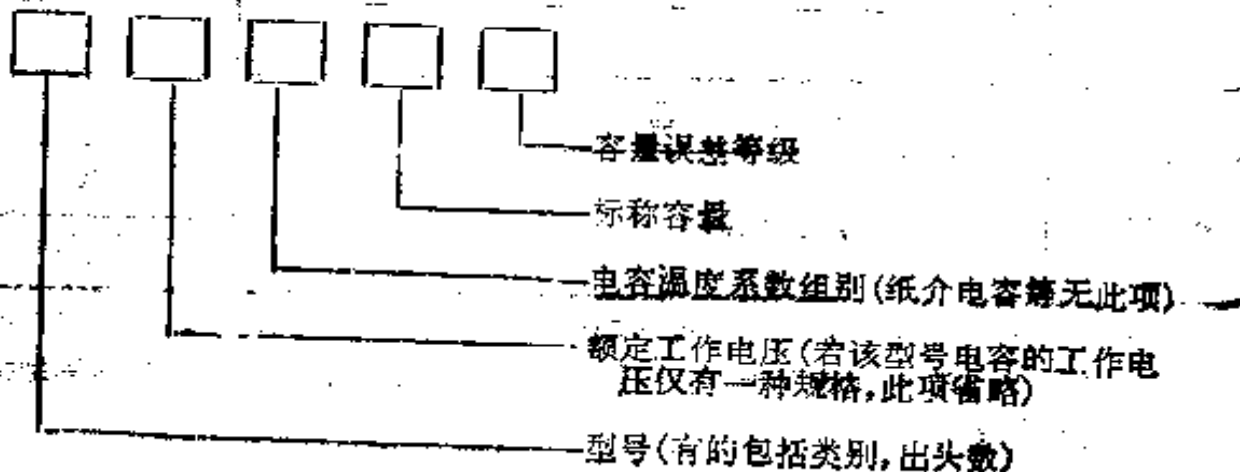 容量误差等级
标称容量
电容温度系数组别(纸介电容等无此项)
额定工作电压(若该型号电容的工作电
压仅有一种规格,此项省略)
型号(有的包括类别,出头数)